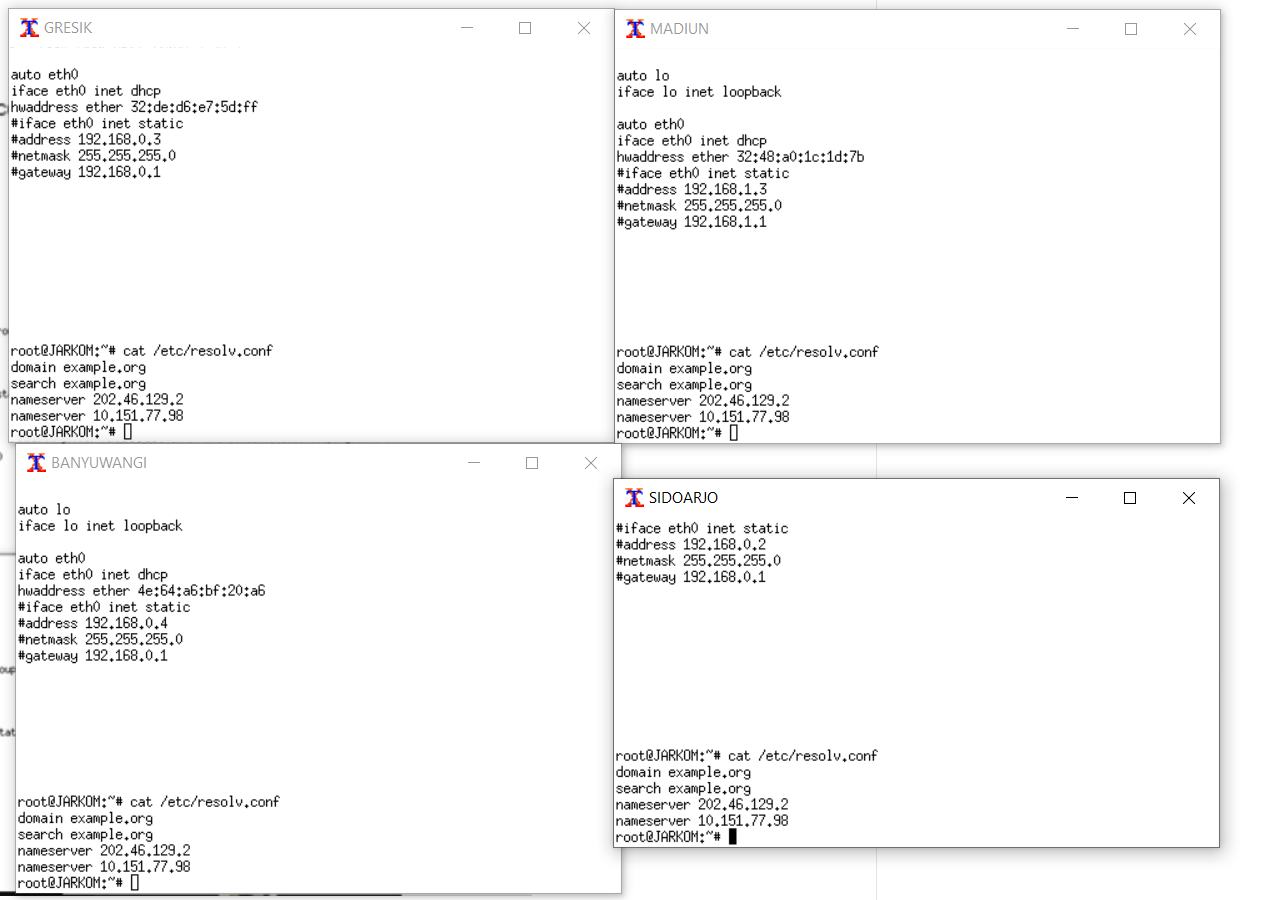 GRESIK
auto eth0
iface eth0 inet dhcp
hwaddress ether 32:de:d6:e7:5d:ff
#iface eth0 inet static
#address 192.168.0.3
#netmask 255.255.255.0
#gateway 192.168.0.1
root@JARKOM:~# cat /etc/resolv.conf
domain example.org
search example.org
nameserver 202.46.129.2
nameserver 10.151.77.98
root@JARKOM:~#
MADIUN
auto lo
iface lo inet loopback
auto eth0
iface eth0 inet dhcp
hwaddress ether 32:48:a0:1c:1d:7b
#iface eth0 inet static
#address 192.168.1.3
#netmask 255.255.255.0
#gateway 192.168.1.1
root@JARKOM:~# cat /etc/resolv.conf
domain example.org
search example.org
nameserver 202.46.129.2
nameserver 10.151.77.98
root@JARKOM:~#
BANYUWANGI
auto lo
iface lo inet loopback
auto eth0
iface eth0 inet dhcp
hwaddress ether 4e:64:a6:bf:20:a6
#iface eth0 inet static
#address 192.168.0.4
#netmask 255.255.255.0
#gateway 192.168.0.1
root@JARKOM:~# cat /etc/resolv.conf
domain example.org
search example.org
nameserver 202.46.129.2
nameserver 10.151.77.98
root@JARKOM:~#
SIDOARJO
#iface eth0 inet static
#address 192.168.0.2
#netmask 255.255.255.0
#gateway 192.168.0.1
root@JARKOM:~# cat /etc/resolv.conf
domain example.org
search example.org
nameserver 202.46.129.2
nameserver 10.151.77.98
root@JARKOM:~#